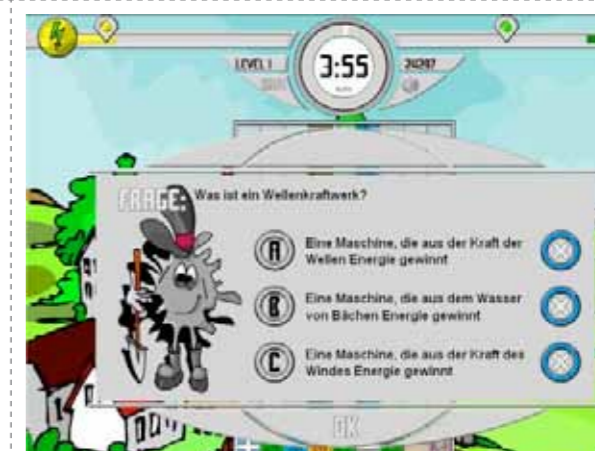 LEVEL 1
3:55
24207
FRAGE: Was ist ein Wellenkraftwerk?
A Eine Maschine, die aus der Kraft der
Wellen Energie gewinnt
B Eine Maschine, die aus dem Wasser
von Bächen Energie gewinnt
C Eine Maschine, die aus der Kraft des
Windes Energie gewinnt
OK